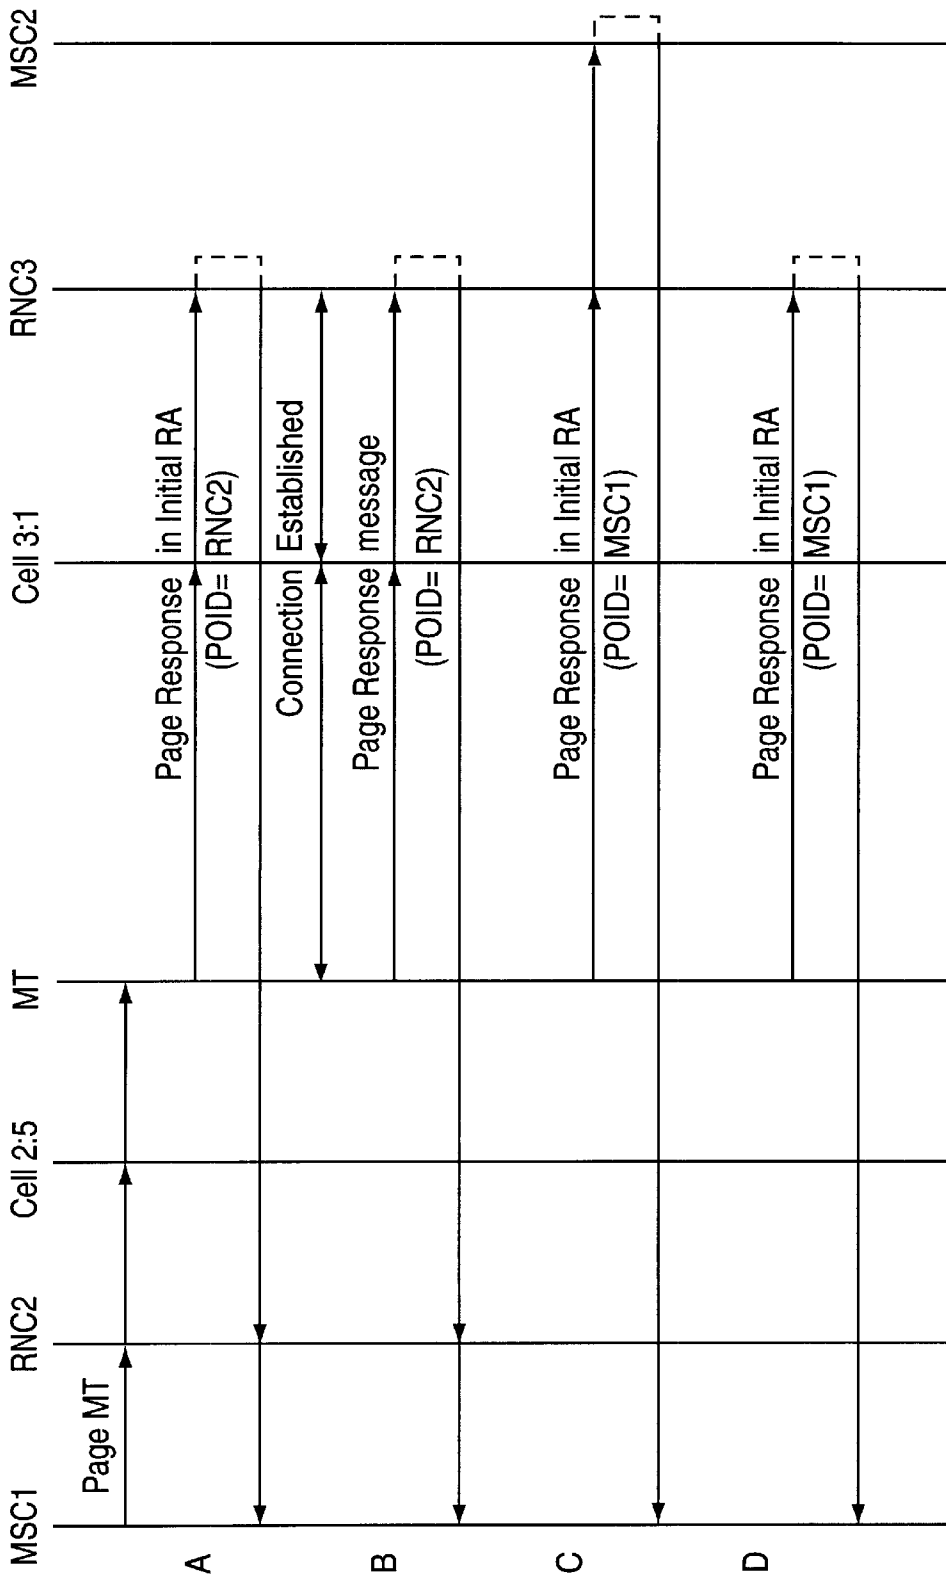 MSC1
RNC2
Cell 2:5
MT
Cell 3:1
RNC3
MSC2
Page MT
A
Page Response in Initial RA
(POID= RNC2)
Connection Established
B
Page Response message
(POID= RNC2)
C
Page Response in Initial RA
(POID= MSC1)
D
Page Response in Initial RA
(POID= MSC1)